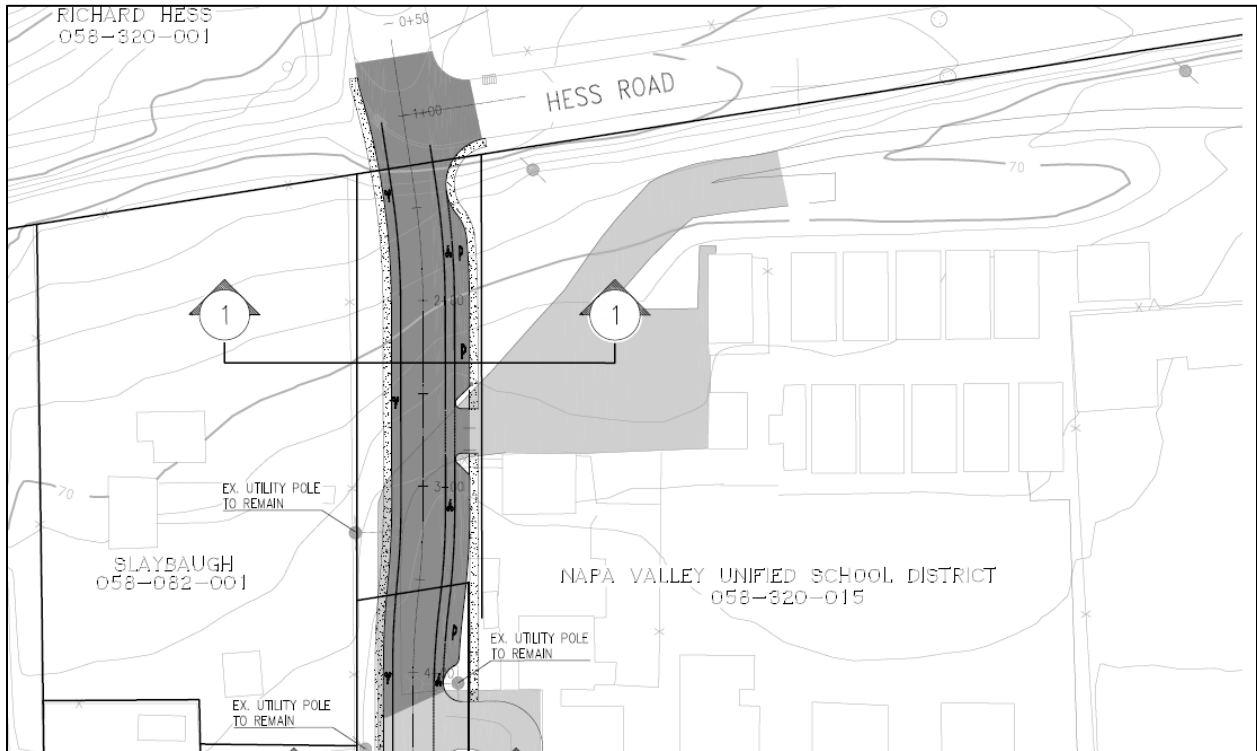 RICHARD HESS
058-320-001
0+50
HESS ROAD
1+00
70
P
1
2+00
1
P
70
EX. UTILITY POLE
TO REMAIN
3+00
SLAYBAUGH
058-082-001
NAPA VALLEY UNIFIED SCHOOL DISTRICT
058-320-015
P
EX. UTILITY POLE
TO REMAIN
4+00
EX. UTILITY POLE
TO REMAIN